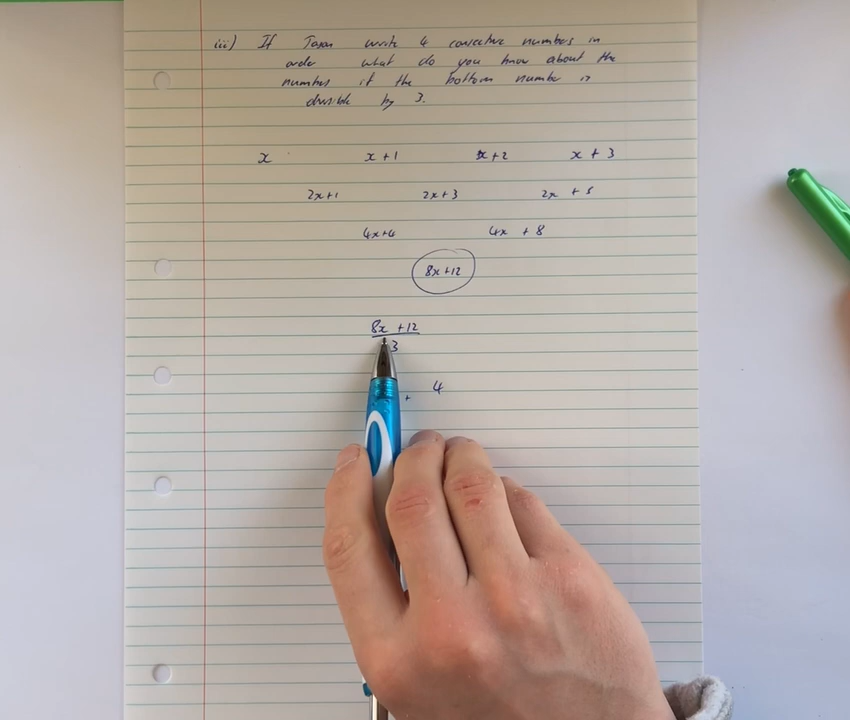 iii) If Tara write 4 consective numbers in
order what do you know about the
numbers if the bottom number is
divisible by 3.
x x+1 x+2 x + 3
2x+1 2x+3 2x + 5
4x+4 4x + 8
8x+12
8x +12
3
+ 4